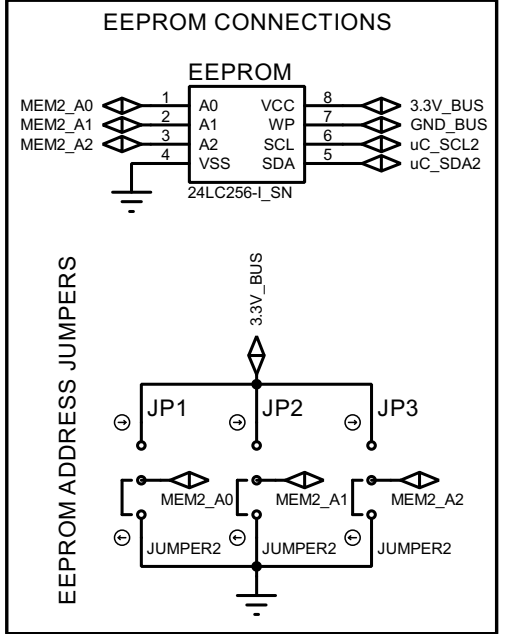 EEPROM CONNECTIONS
EEPROM
MEM2_A0 1 A0 VCC 8 3.3V_BUS
MEM2_A1 2 A1 WP 7 GND_BUS
MEM2_A2 3 A2 SCL 6 uC_SCL2
4 VSS SDA 5 uC_SDA2
24LC256-I_SN
EEPROM ADDRESS JUMPERS
3.3V_BUS
JP1 JP2 JP3
MEM2_A0 MEM2_A1 MEM2_A2
JUMPER2 JUMPER2 JUMPER2